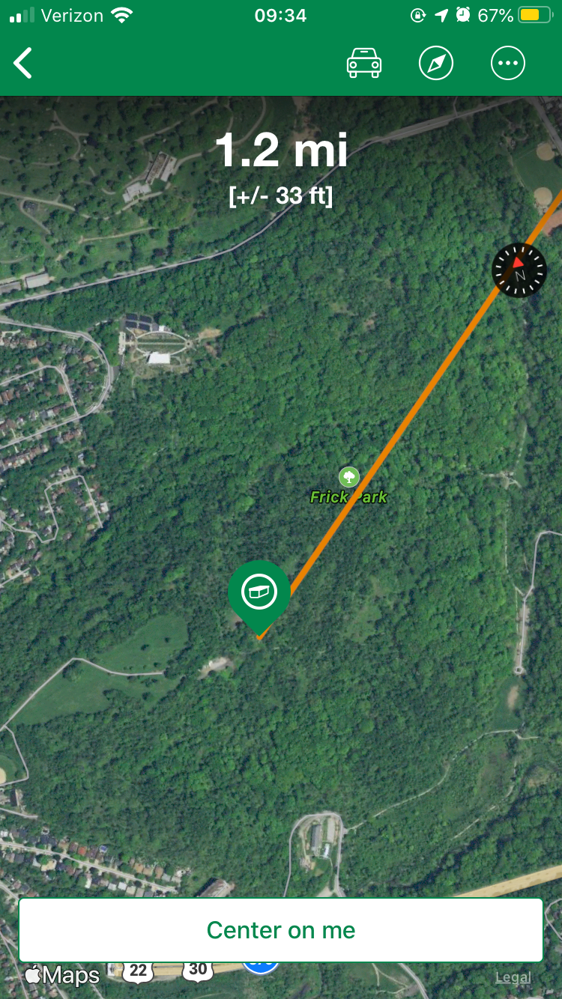 Verizon 09:34 67%
1.2 mi
[+/- 33 ft]
N
Frick Park
Center on me
Maps 22 30
Legal